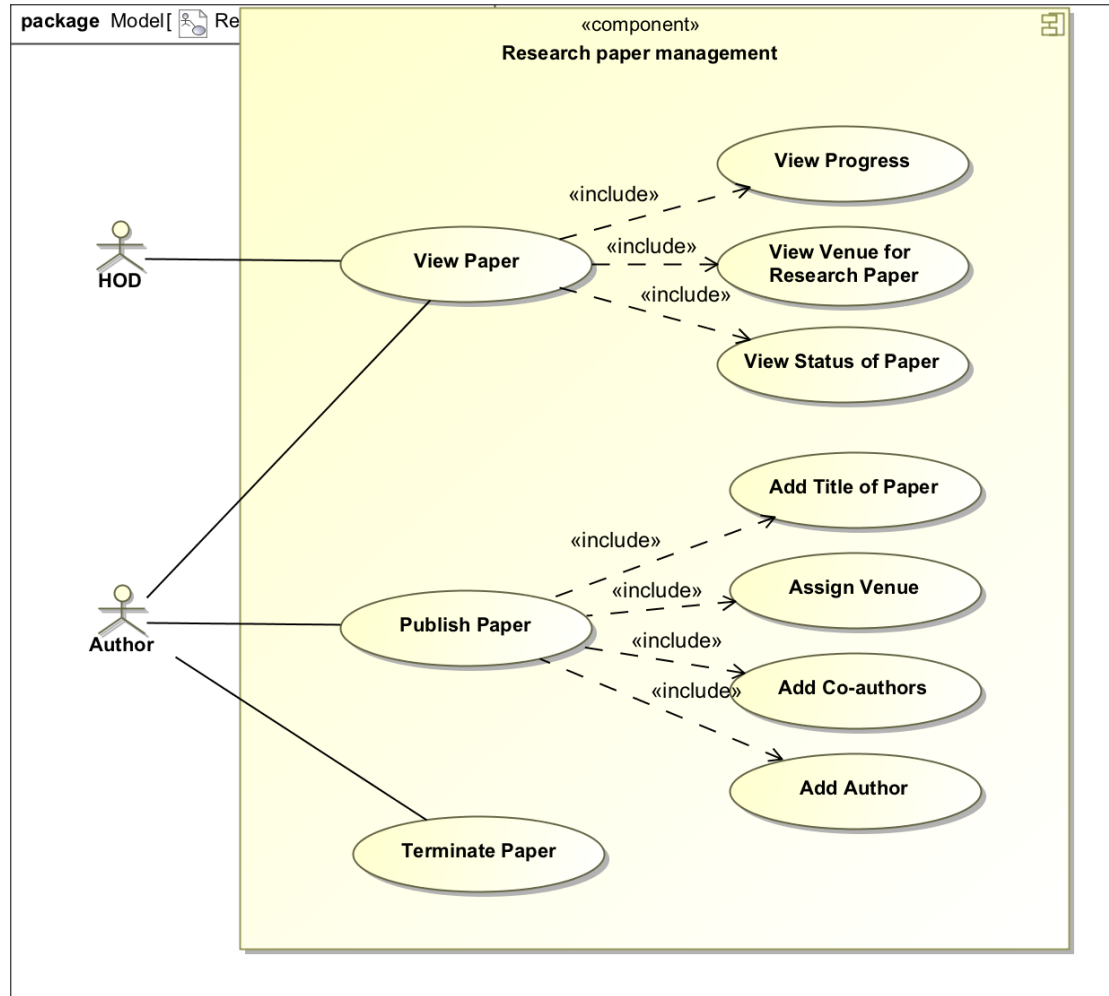 package Model[ Re
«component»
Research paper management
View Progress
«include»
HOD
View Paper
«include»
View Venue for
Research Paper
«include»
View Status of Paper
Add Title of Paper
«include»
Author
Publish Paper
«include»
Assign Venue
«include»
Add Co-authors
«include»
Add Author
Terminate Paper